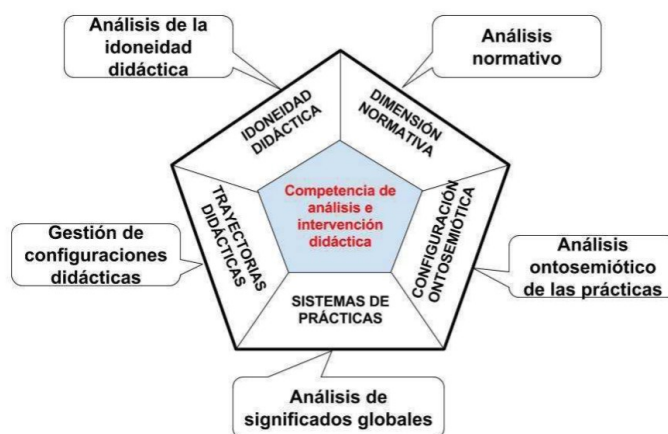 Análisis de la
idoneidad
didáctica
Análisis
normativo
IDONEIDAD
DIDÁCTICA
DIMENSIÓN
NORMATIVA
TRAYECTORIAS
DIDÁCTICAS
Competencia de
análisis e
intervención
didáctica
CONFIGURACIÓN
ONTOSEMIÓTICA
Gestión de
configuraciones
didácticas
Análisis
ontosemiótico
de las prácticas
SISTEMAS DE
PRÁCTICAS
Análisis de
significados globales